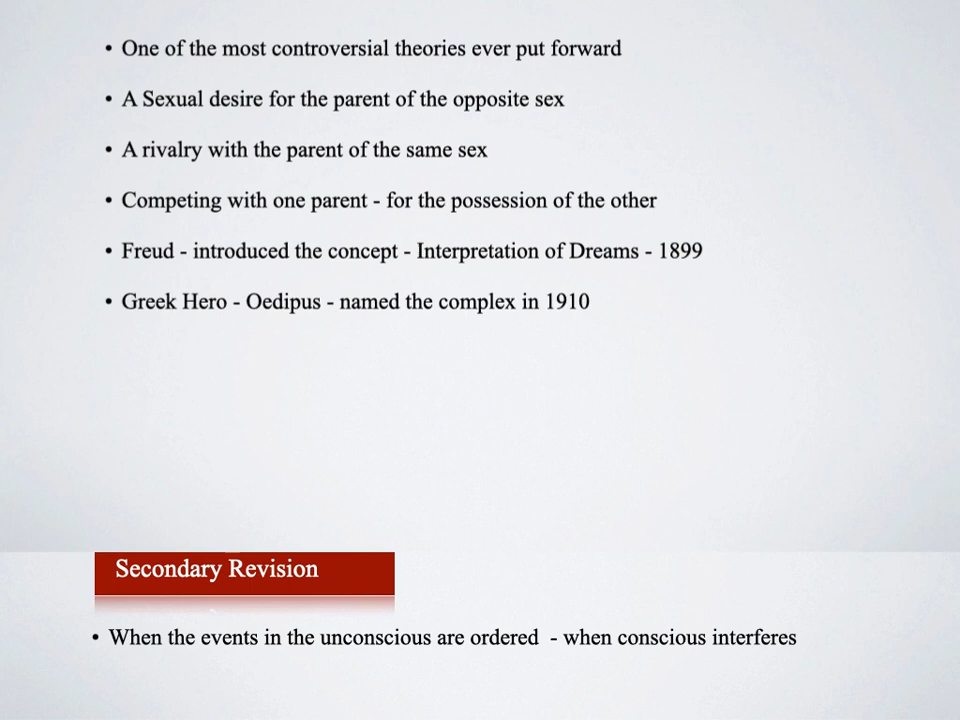 • One of the most controversial theories ever put forward
• A Sexual desire for the parent of the opposite sex
• A rivalry with the parent of the same sex
• Competing with one parent - for the possession of the other
• Freud - introduced the concept - Interpretation of Dreams - 1899
• Greek Hero - Oedipus - named the complex in 1910
Secondary Revision
• When the events in the unconscious are ordered - when conscious interferes